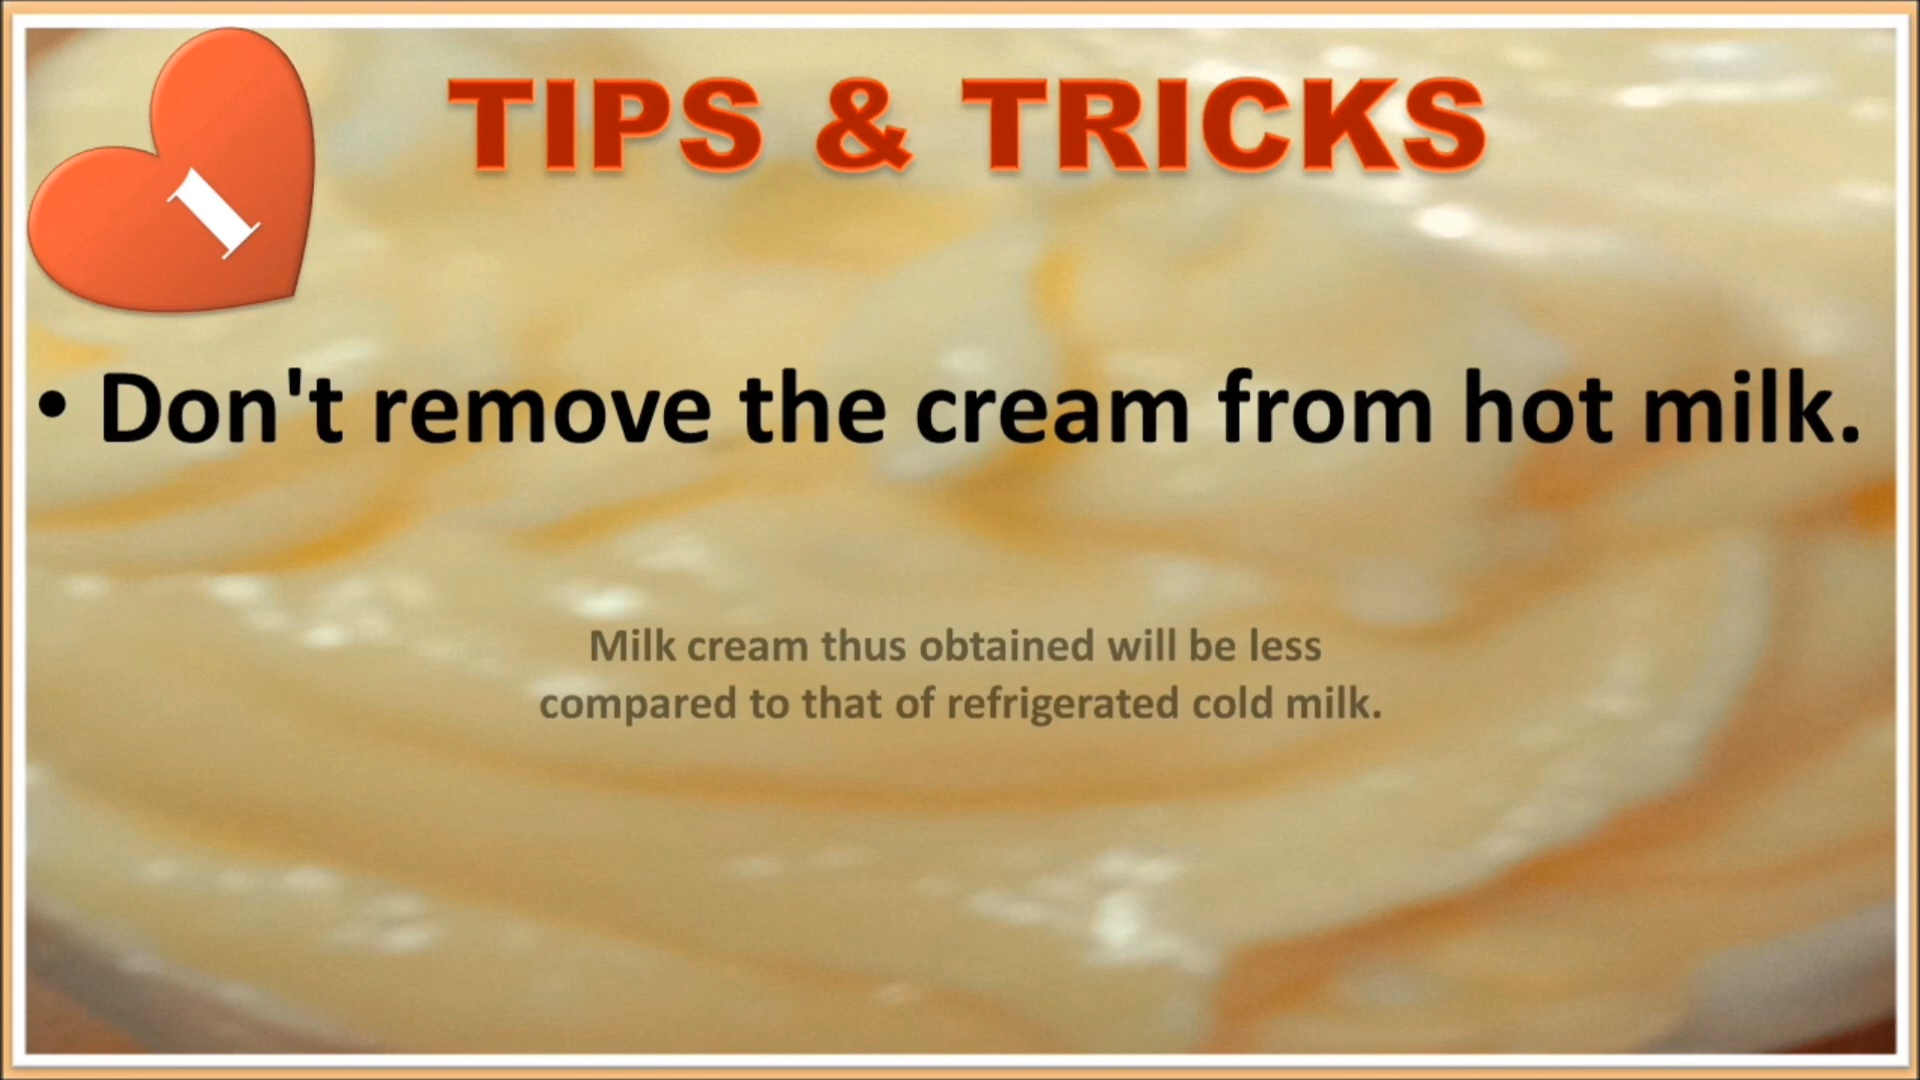 1
TIPS & TRICKS
• Don't remove the cream from hot milk.
Milk cream thus obtained will be less
compared to that of refrigerated cold milk.